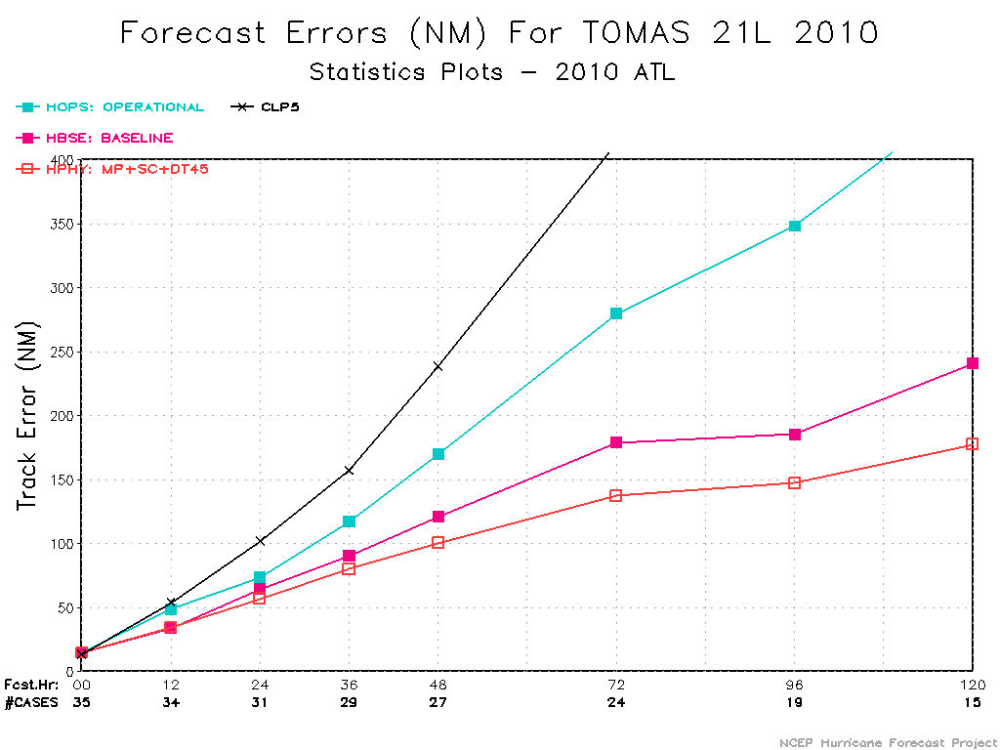 Forecast Errors (NM) For TOMAS 21L 2010
Statistics Plots - 2010 ATL
HOPS: OPERATIONAL
CLP5
HBSE: BASELINE
HPHY: MP+SC+DT45
400
350
300
250
200
150
100
50
0
Track Error (NM)
Fcst.Hr: 00 12 24 36 48 72 96 120
#CASES 35 34 31 29 27 24 19 15
NCEP Hurricane Forecast Project